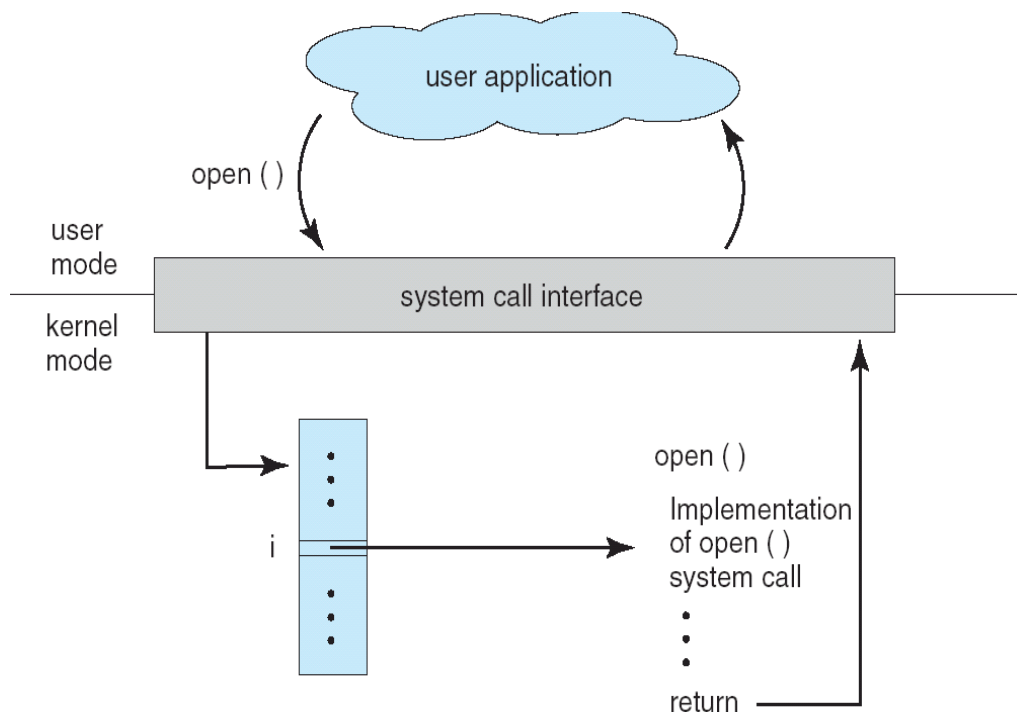 user application
open ( )
user
mode
system call interface
kernel
mode
open ( )
Implementation
of open ( )
system call
i
return